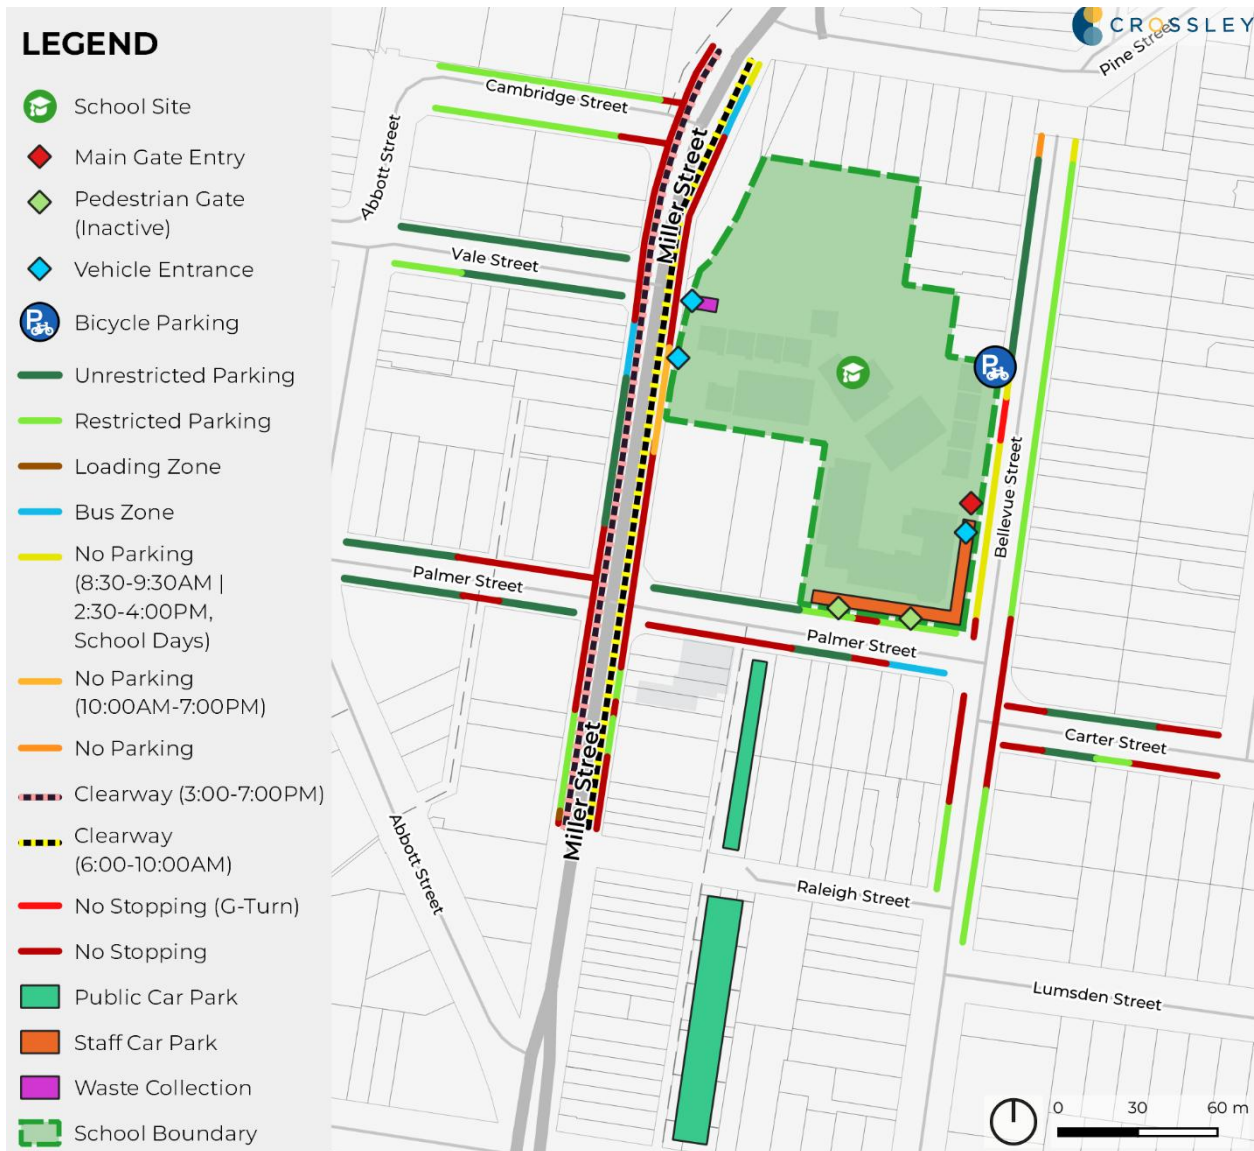 LEGEND
School Site
Main Gate Entry
Pedestrian Gate
(Inactive)
Vehicle Entrance
P
Bicycle Parking
Unrestricted Parking
Restricted Parking
Loading Zone
Bus Zone
No Parking
(8:30-9:30AM |
2:30-4:00PM,
School Days)
No Parking
(10:00AM-7:00PM)
No Parking
Clearway (3:00-7:00PM)
Clearway
(6:00-10:00AM)
No Stopping (G-Turn)
No Stopping
Public Car Park
Staff Car Park
Waste Collection
School Boundary
CROSSLEY
Pine Street
Cambridge Street
Abbott Street
Miller Street
Vale Street
P
Bellevue Street
Palmer Street
Palmer Street
Carter Street
Miller Street
Abbott Street
Raleigh Street
Lumsden Street
0 30 60 m